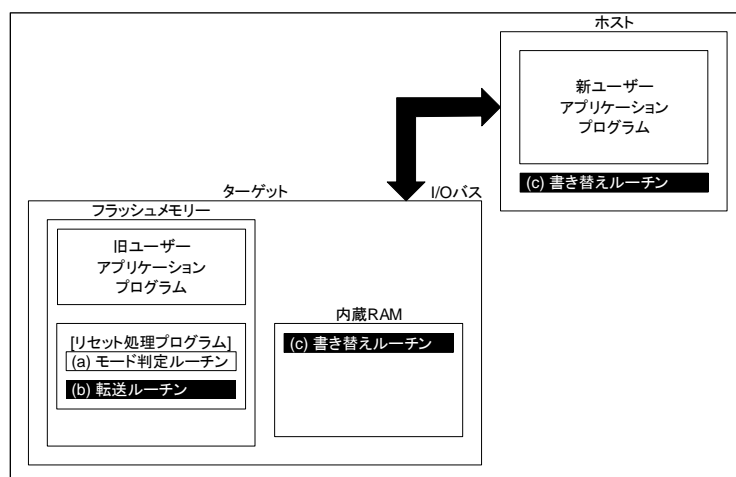 ホスト
新ユーザー
アプリケーション
プログラム
(c) 書き替えルーチン
ターゲット
I/Oバス
フラッシュメモリー
旧ユーザー
アプリケーション
プログラム
内蔵RAM
[リセット処理プログラム]
(a) モード判定ルーチン
(b) 転送ルーチン
(c) 書き替えルーチン